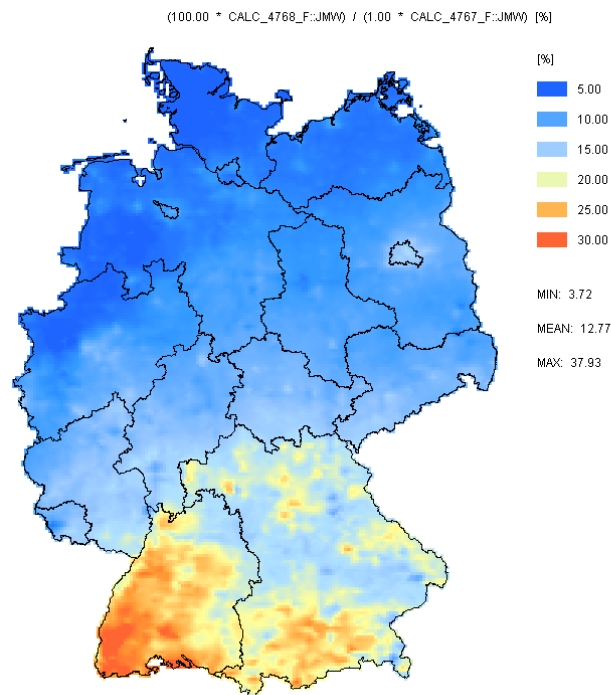 (100.00 * CALC_4768_F::JMW) / (1.00 * CALC_4767_F::JMW) [%]
[%]
5.00
10.00
15.00
20.00
25.00
30.00
MIN: 3.72
MEAN: 12.77
MAX: 37.93